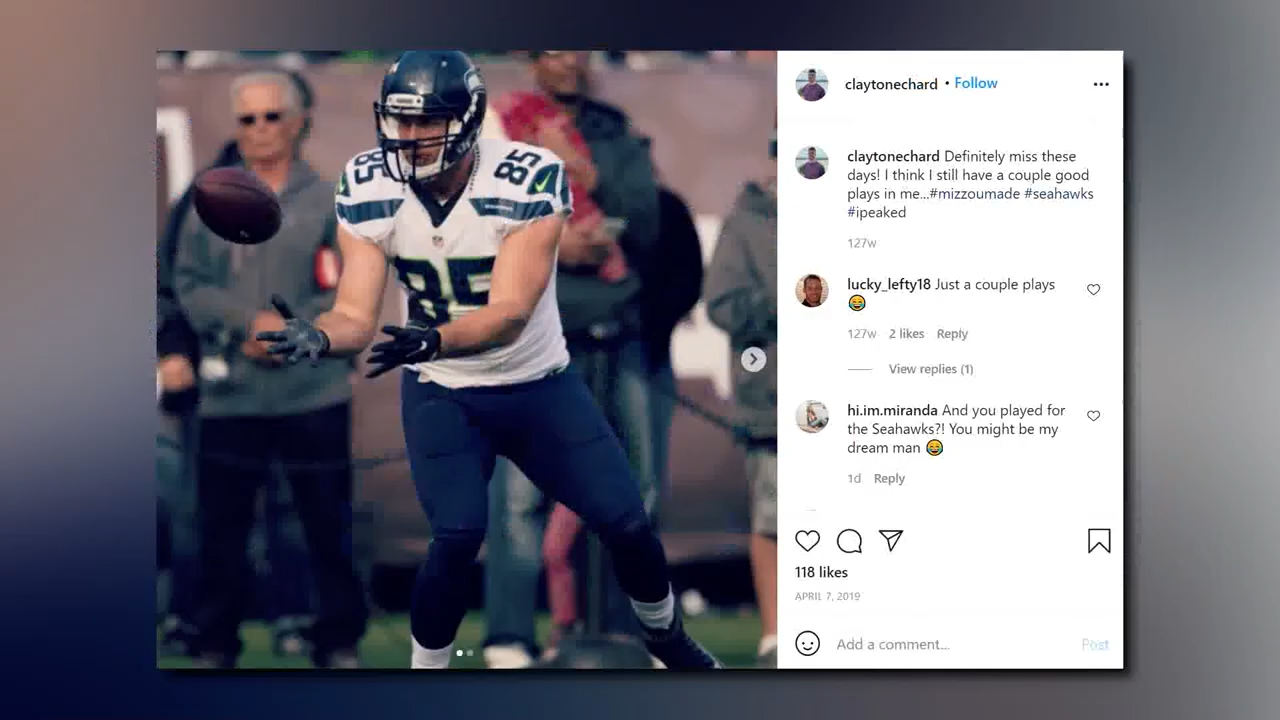 85
85
85
claytonechard • Follow
claytonechard Definitely miss these
days! I think I still have a couple good
plays in me...#mizzoumade #seahawks
#ipeaked
127w
lucky_lefty18 Just a couple plays
😂
127w 2 likes Reply
View replies (1)
hi.im.miranda And you played for
the Seahawks?! You might be my
dream man 😂
1d Reply
118 likes
APRIL 7, 2019
Add a comment...
Post